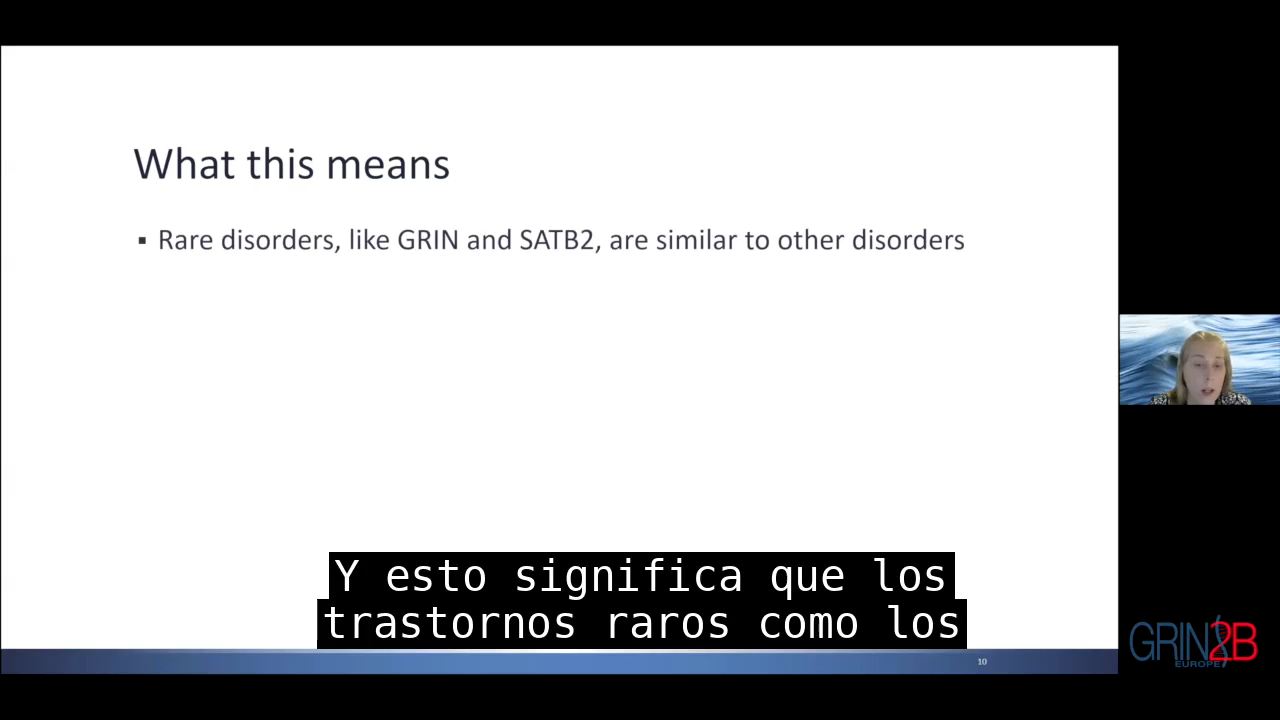 What this means
▪ Rare disorders, like GRIN and SATB2, are similar to other disorders
Y esto significa que los
trastornos raros como los
10
GRIN2B
EUROPE